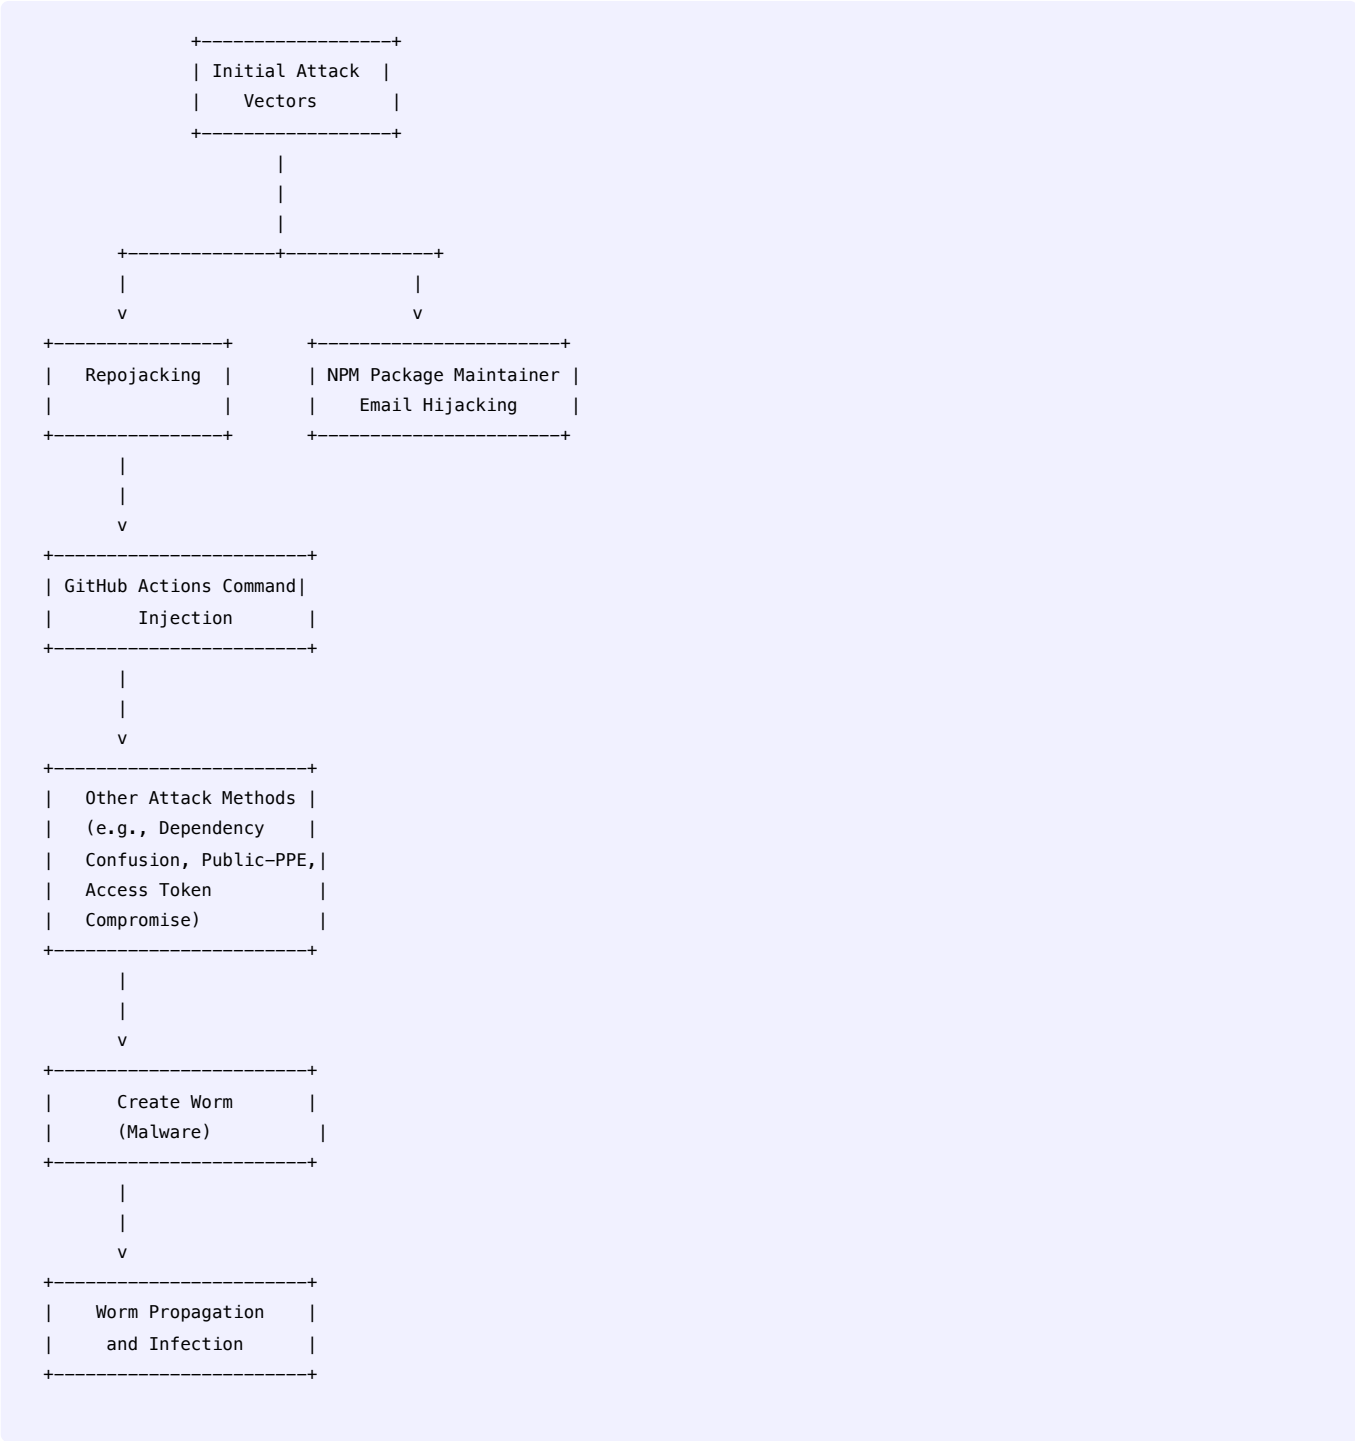 +------------------+
| Initial Attack  |
|    Vectors       |
+------------------+
|
|
|
+--------------+--------------+
|                           |
v                           v
+----------------+       +-----------------------+
|   Repojacking  |       | NPM Package Maintainer |
|                |       |    Email Hijacking     |
+----------------+       +-----------------------+
|
|
v
+------------------------+
| GitHub Actions Command|
|        Injection       |
+------------------------+
|
|
v
+------------------------+
|   Other Attack Methods |
|   (e.g., Dependency    |
|   Confusion, Public-PPE,|
|   Access Token          |
|   Compromise)           |
+------------------------+
|
|
v
+------------------------+
|      Create Worm       |
|      (Malware)          |
+------------------------+
|
|
v
+------------------------+
|    Worm Propagation    |
|     and Infection      |
+------------------------+